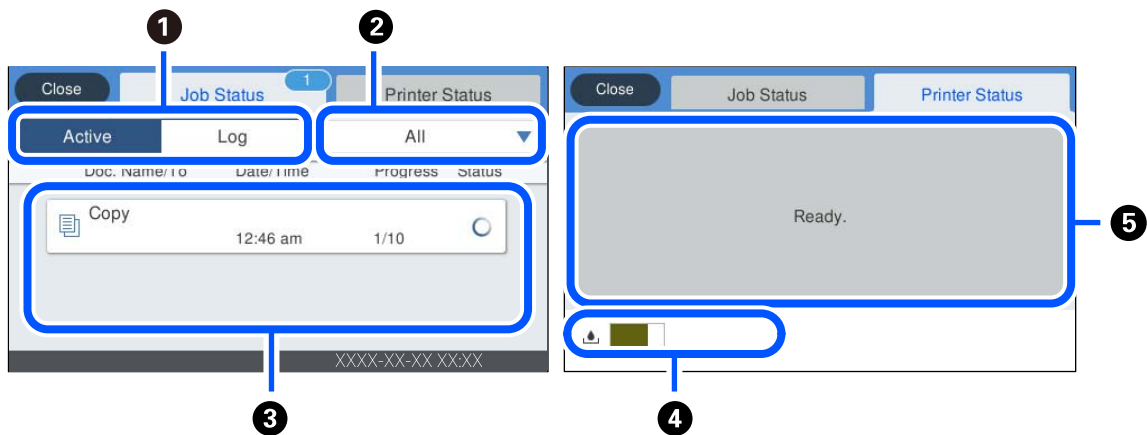 1 2
Close Job Status 1 Printer Status
Active Log All
Doc. Name/To Date/Time Progress Status
Copy
12:46 am 1/10
XXXX-XX-XX XX:XX
3
Close Job Status Printer Status
Ready.
5
4